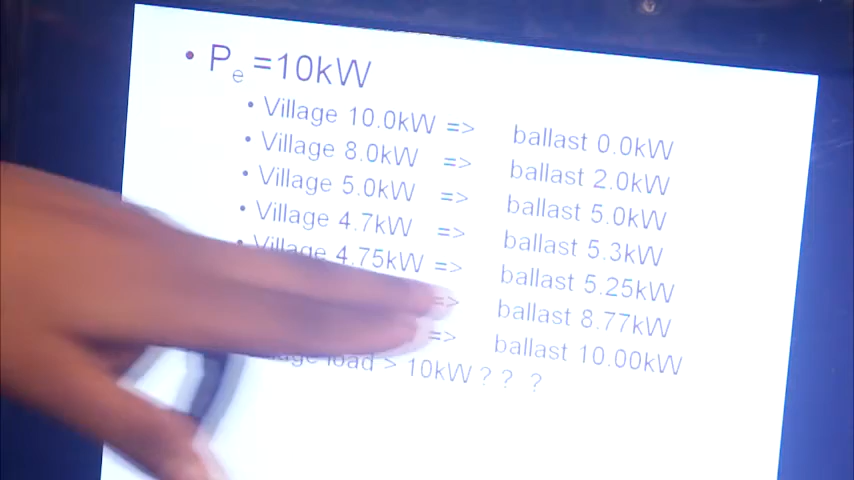 • Pₑ =10kW
• Village 10.0kW => ballast 0.0kW
• Village 8.0kW => ballast 2.0kW
• Village 5.0kW => ballast 5.0kW
• Village 4.7kW => ballast 5.3kW
• Village 4.75kW => ballast 5.25kW
=> ballast 8.77kW
=> ballast 10.00kW
load > 10kW ? ? ?